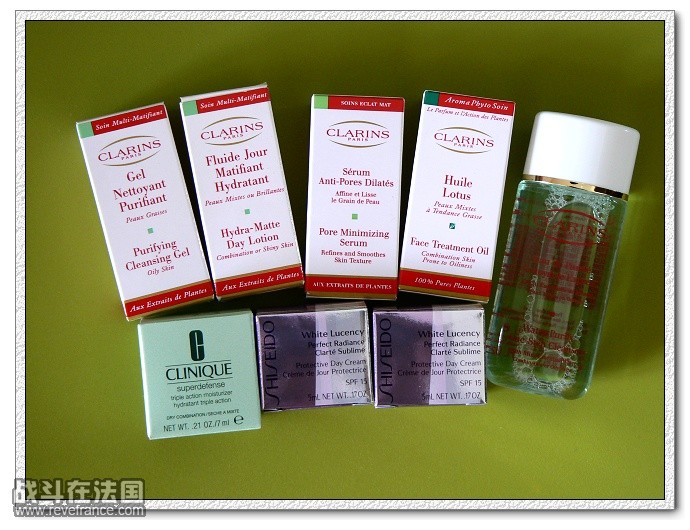 Soin Multi-Matifiant
CLARINS
PARIS
Gel
Nettoyant
Purifiant
Peaux Grasses
Purifying
Cleansing Gel
Oily Skin
Aux Extraits de Plantes
Soin Multi-Matifiant
CLARINS
PARIS
Fluide Jour
Matifiant
Hydratant
Peaux Mixtes ou Brillantes
Hydra-Matte
Day Lotion
Combination or Shiny Skin
Aux Extraits de Plantes
SOINS ECLAT MAT
CLARINS
PARIS
Sérum
Anti-Pores Dilatés
Affine et Lisse
le Grain de Peau
Pore Minimizing
Serum
Refines and Smoothes
Skin Texture
AUX EXTRAITS DE PLANTES
Aroma Phyto Soin
Le Parfum et l'Action des Plantes
CLARINS
PARIS
Huile
Lotus
Peaux Mixtes
à Tendance Grasse
Face Treatment Oil
Combination Skin
Prone to Oiliness
100% Pures Plantes
CLINIQUE
superdefense
triple action moisturizer
hydratant triple action
DRY COMBINATION/SECHE A MIXTE
NET WT. .21 OZ./7 ml e
SHISEIDO
White Lucency
Perfect Radiance
Clarté Sublime
Protective Day Cream
Crème de Jour Protectrice
SPF 15
5mL NET WT. .17OZ.
SHISEIDO
White Lucency
Perfect Radiance
Clarté Sublime
Protective Day Cream
Crème de Jour Protectrice
SPF 15
5mL NET WT. .17OZ.
战斗在法国
www.revefrance.com